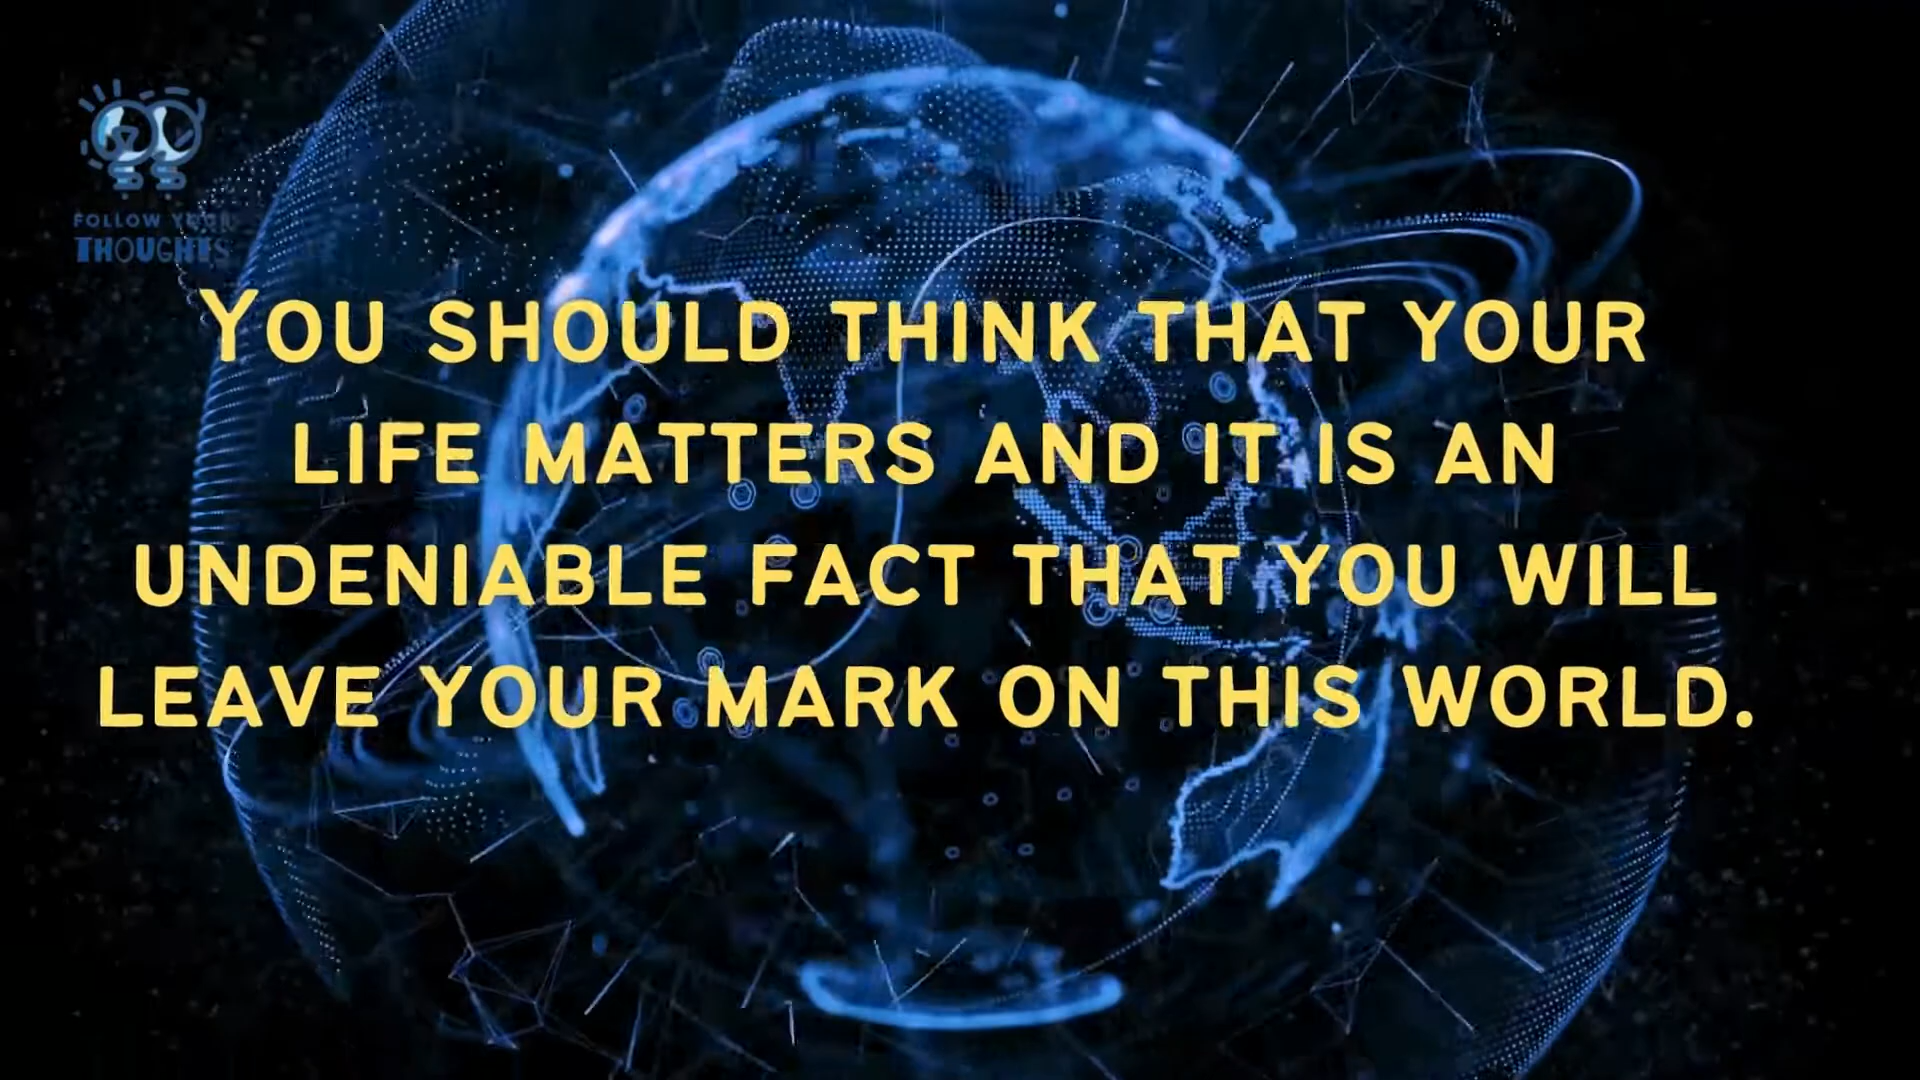 FOLLOW YOUR
THOUGHTS
YOU SHOULD THINK THAT YOUR
LIFE MATTERS AND IT IS AN
UNDENIABLE FACT THAT YOU WILL
LEAVE YOUR MARK ON THIS WORLD.